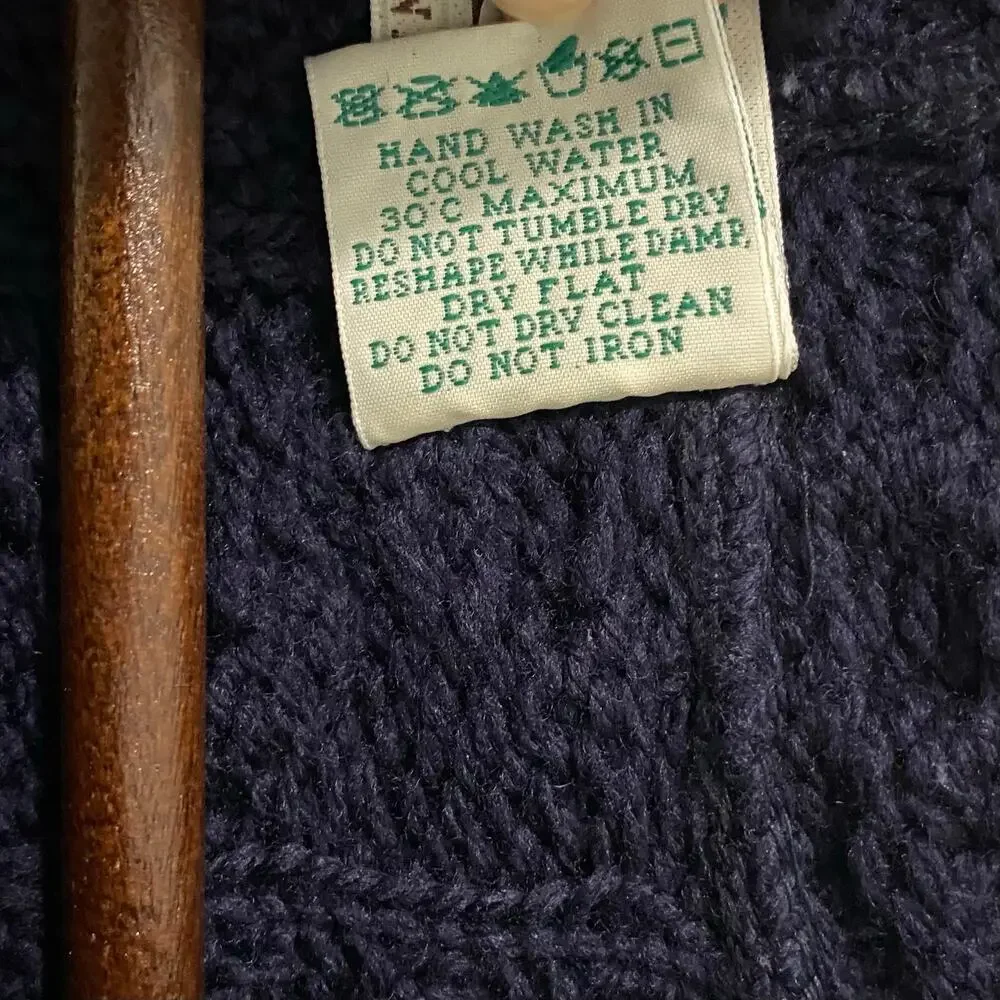 HAND WASH IN
COOL WATER
30°C MAXIMUM
DO NOT TUMBLE DRY
RESHAPE WHILE DAMP,
DRY FLAT
DO NOT DRY CLEAN
DO NOT IRON